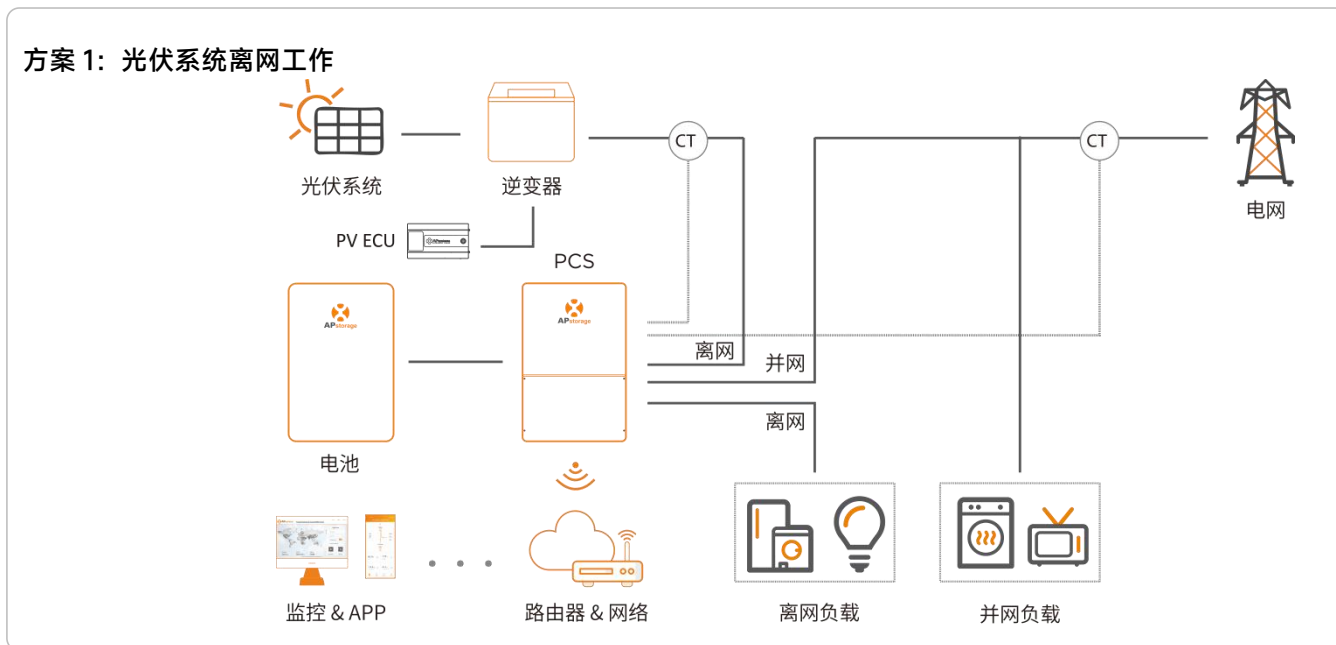 方案 1：光伏系统离网工作
CT
CT
光伏系统
逆变器
电网
PV ECU
PCS
APstorage
APstorage
离网
并网
离网
电池
监控 & APP
路由器 & 网络
离网负载
并网负载